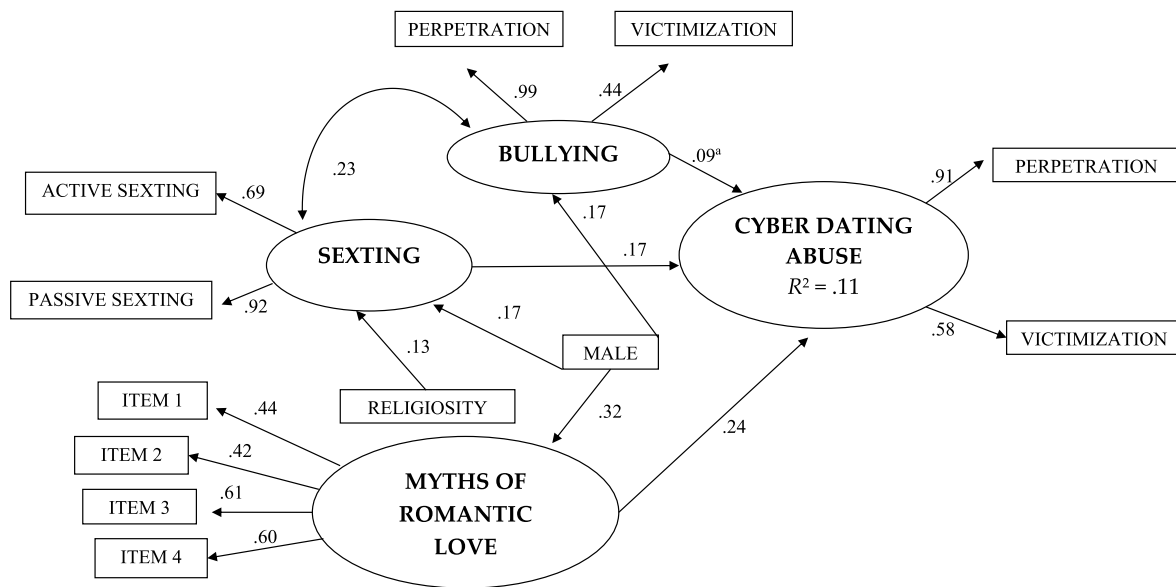 PERPETRATION
VICTIMIZATION
.99
.44
BULLYING
.09ᵃ
.23
ACTIVE SEXTING
.69
.91
PERPETRATION
.17
CYBER DATING
ABUSE
R² = .11
SEXTING
.17
PASSIVE SEXTING
.92
.17
.58
VICTIMIZATION
MALE
.13
RELIGIOSITY
.32
.24
ITEM 1
.44
ITEM 2
.42
ITEM 3
.61
ITEM 4
.60
MYTHS OF
ROMANTIC
LOVE